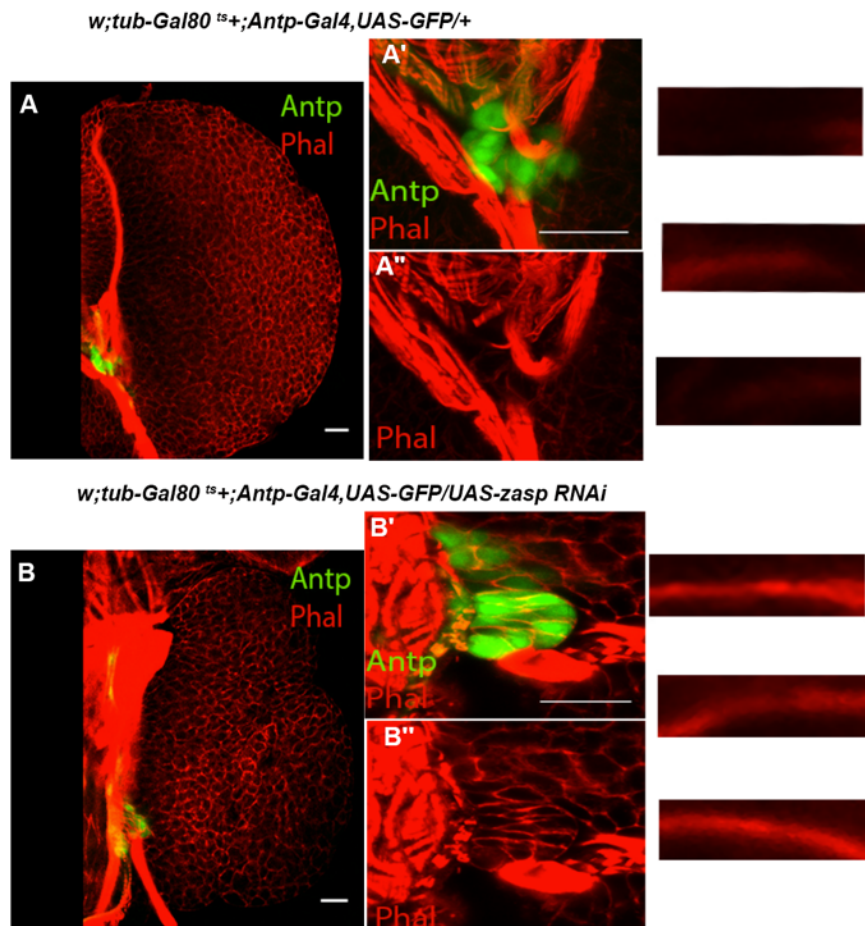 w;tub-Gal80 ts+;Antp-Gal4,UAS-GFP/+
A
Antp
Phal
A'
Antp
Phal
A"
Phal
w;tub-Gal80 ts+;Antp-Gal4,UAS-GFP/UAS-zasp RNAi
B
Antp
Phal
B'
Antp
Phal
B"
Phal